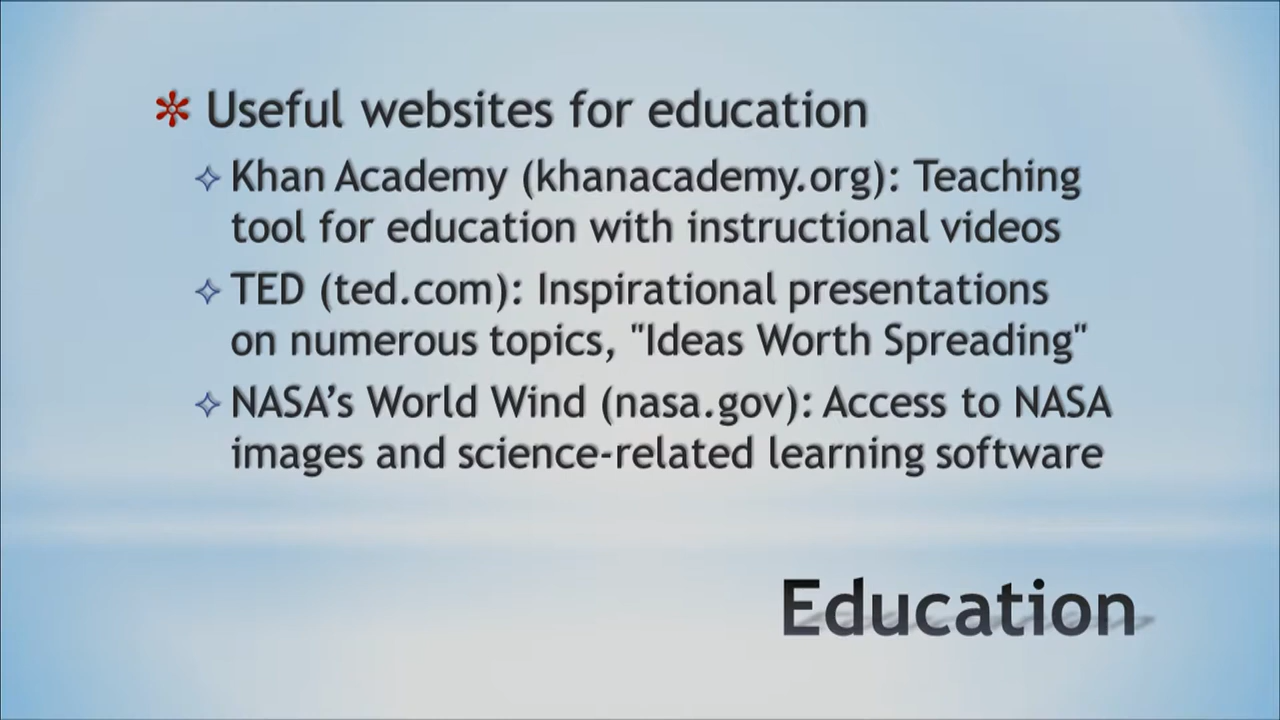 Useful websites for education
Khan Academy (khanacademy.org): Teaching
tool for education with instructional videos
TED (ted.com): Inspirational presentations
on numerous topics, "Ideas Worth Spreading"
NASA’s World Wind (nasa.gov): Access to NASA
images and science-related learning software
Education